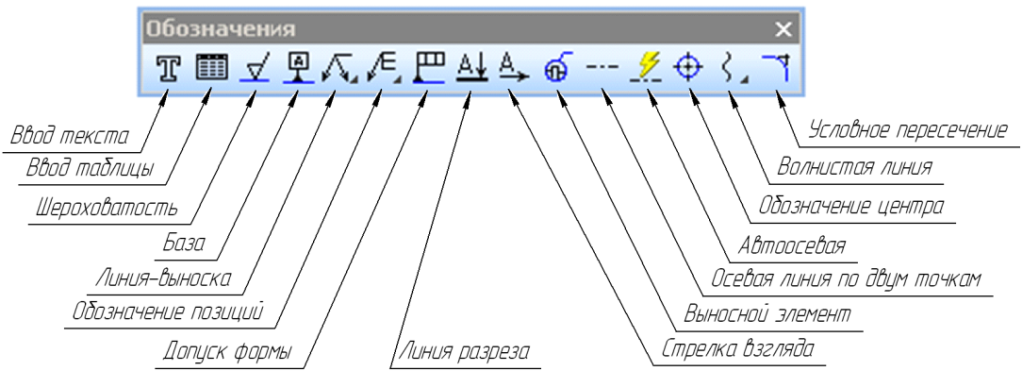 Обозначения
Ввод текста
Ввод таблицы
Шероховатость
База
Линия-выноска
Обозначение позиций
Допуск формы
Линия разреза
Стрелка взгляда
Выносной элемент
Осевая линия по двум точкам
Автоосевая
Обозначение центра
Волнистая линия
Условное пересечение